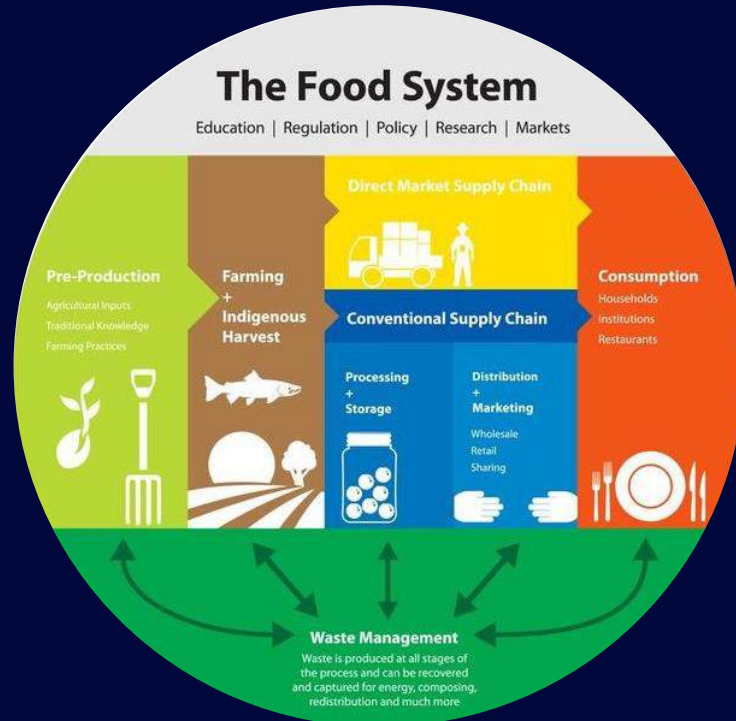 The Food System
Education | Regulation | Policy | Research | Markets
Pre-Production
Agricultural Inputs
Traditional Knowledge
Farming Practices
Farming
+
Indigenous
Harvest
Direct Market Supply Chain
Conventional Supply Chain
Processing
+
Storage
Distribution
+
Marketing
Wholesale
Retail
Sharing
Consumption
Households
Institutions
Restaurants
Waste Management
Waste is produced at all stages of
the process and can be recovered
and captured for energy, composing,
redistribution and much more